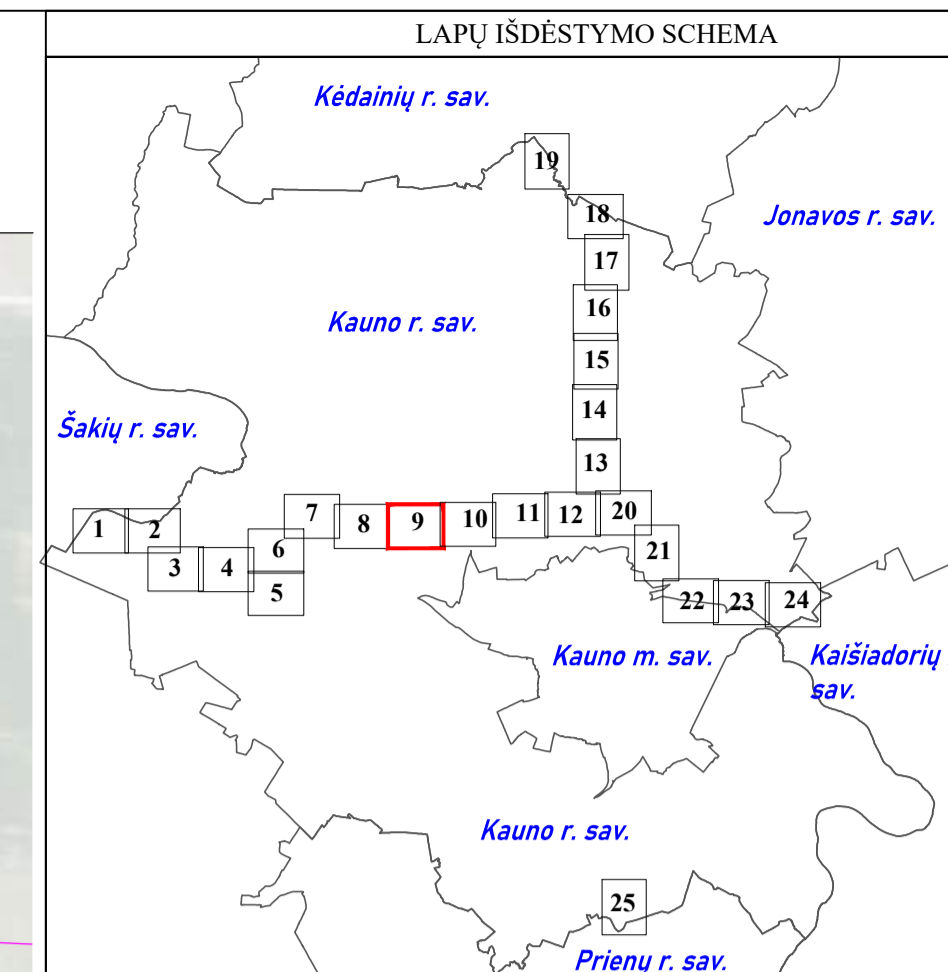 LAPŲ IŠDĖSTYMO SCHEMA
Kėdainių r. sav.
19
18
Jonavos r. sav.
17
16
Kauno r. sav.
15
14
Šakių r. sav.
13
1
2
7
8
9
10
11
12
20
6
21
3
4
5
22
23
24
Kauno m. sav.
Kaišiadorių
sav.
Kauno r. sav.
25
Prienų r. sav.